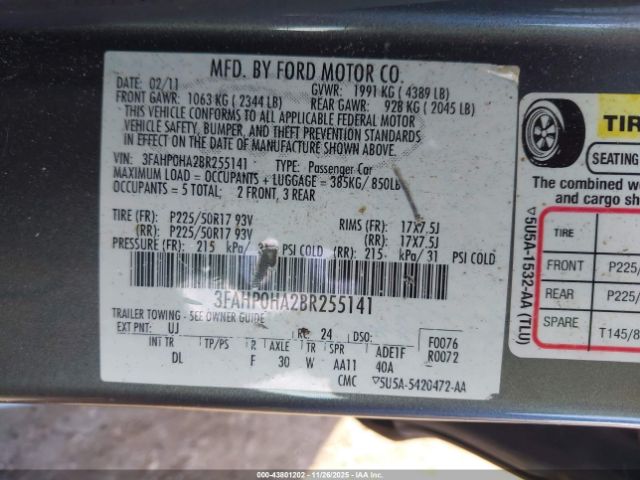 MFD. BY FORD MOTOR CO.
DATE: 02/11 GVWR: 1991 KG ( 4389 LB)
FRONT GAWR: 1063 KG ( 2344 LB) REAR GAWR: 928 KG ( 2045 LB)
THIS VEHICLE CONFORMS TO ALL APPLICABLE FEDERAL MOTOR
VEHICLE SAFETY, BUMPER, AND THEFT PREVENTION STANDARDS
IN EFFECT ON THE DATE OF MANUFACTURE SHOWN ABOVE.
VIN: 3FAHP0HA2BR255141 TYPE: Passenger Car
MAXIMUM LOAD = OCCUPANTS + LUGGAGE = 385KG/ 850LB
OCCUPANTS = 5 TOTAL; 2 FRONT, 3 REAR
TIRE (FR): P225/50R17 93V RIMS (FR): 17X7.5J
(RR): P225/50R17 93V (RR): 17X7.5J
PRESSURE (FR): 215 kPa/ PSI COLD (RR): 215 kPa/ 31 PSI COLD
3FAHP0HA2BR255141
TRAILER TOWING - SEE OWNER GUIDE
EXT PNT: UJ RC: 24 DSO: F0076
INT TR TP/PS R AXLE TR SPR ADE1F R0072
DL F 30 W AA11 40A
CMC ▽5U5A-5420472-AA
TIR
SEATING
The combined w
and cargo sh
TIRE
FRONT P225/
REAR P225/
SPARE T145/8
▽5U5A-1532-AA (TLU)
00-43801202 - 11/26/2025 - IAAI.com